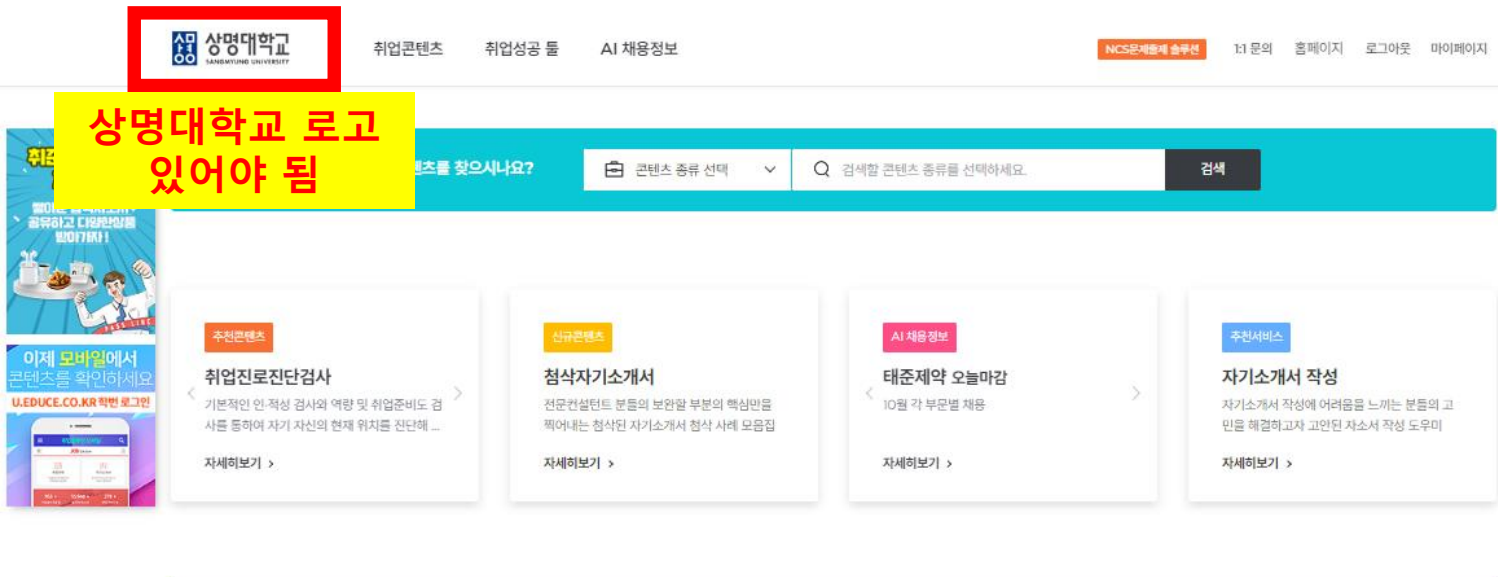 상명대학교
SANGMYUNG UNIVERSITY
취업콘텐츠 취업성공 툴 AI 채용정보
NCS문제출제 솔루션 1:1 문의 홈페이지 로그아웃 마이페이지
상명대학교 로고
있어야 됨
찾으시나요?
콘텐츠 종류 선택
검색할 콘텐츠 종류를 선택하세요.
검색
공유하고 다양한상품
받아가자!
PASS LINC
이제 모바일에서
콘텐츠를 확인하세요
U.EDUCE.CO.KR 학번 로그인
추천콘텐츠
취업진로진단검사
기본적인 인·적성 검사와 역량 및 취업준비도 검
사를 통하여 자기 자신의 현재 위치를 진단해 ...
자세히보기 >
신규콘텐츠
첨삭자기소개서
전문컨설턴트 분들의 보완할 부분의 핵심만을
찍어내는 첨삭된 자기소개서 첨삭 사례 모음집
자세히보기 >
AI 채용정보
태준제약 오늘마감
10월 각 부문별 채용
자세히보기 >
추천서비스
자기소개서 작성
자기소개서 작성에 어려움을 느끼는 분들의 고
민을 해결하고자 고안된 자소서 작성 도우미
자세히보기 >